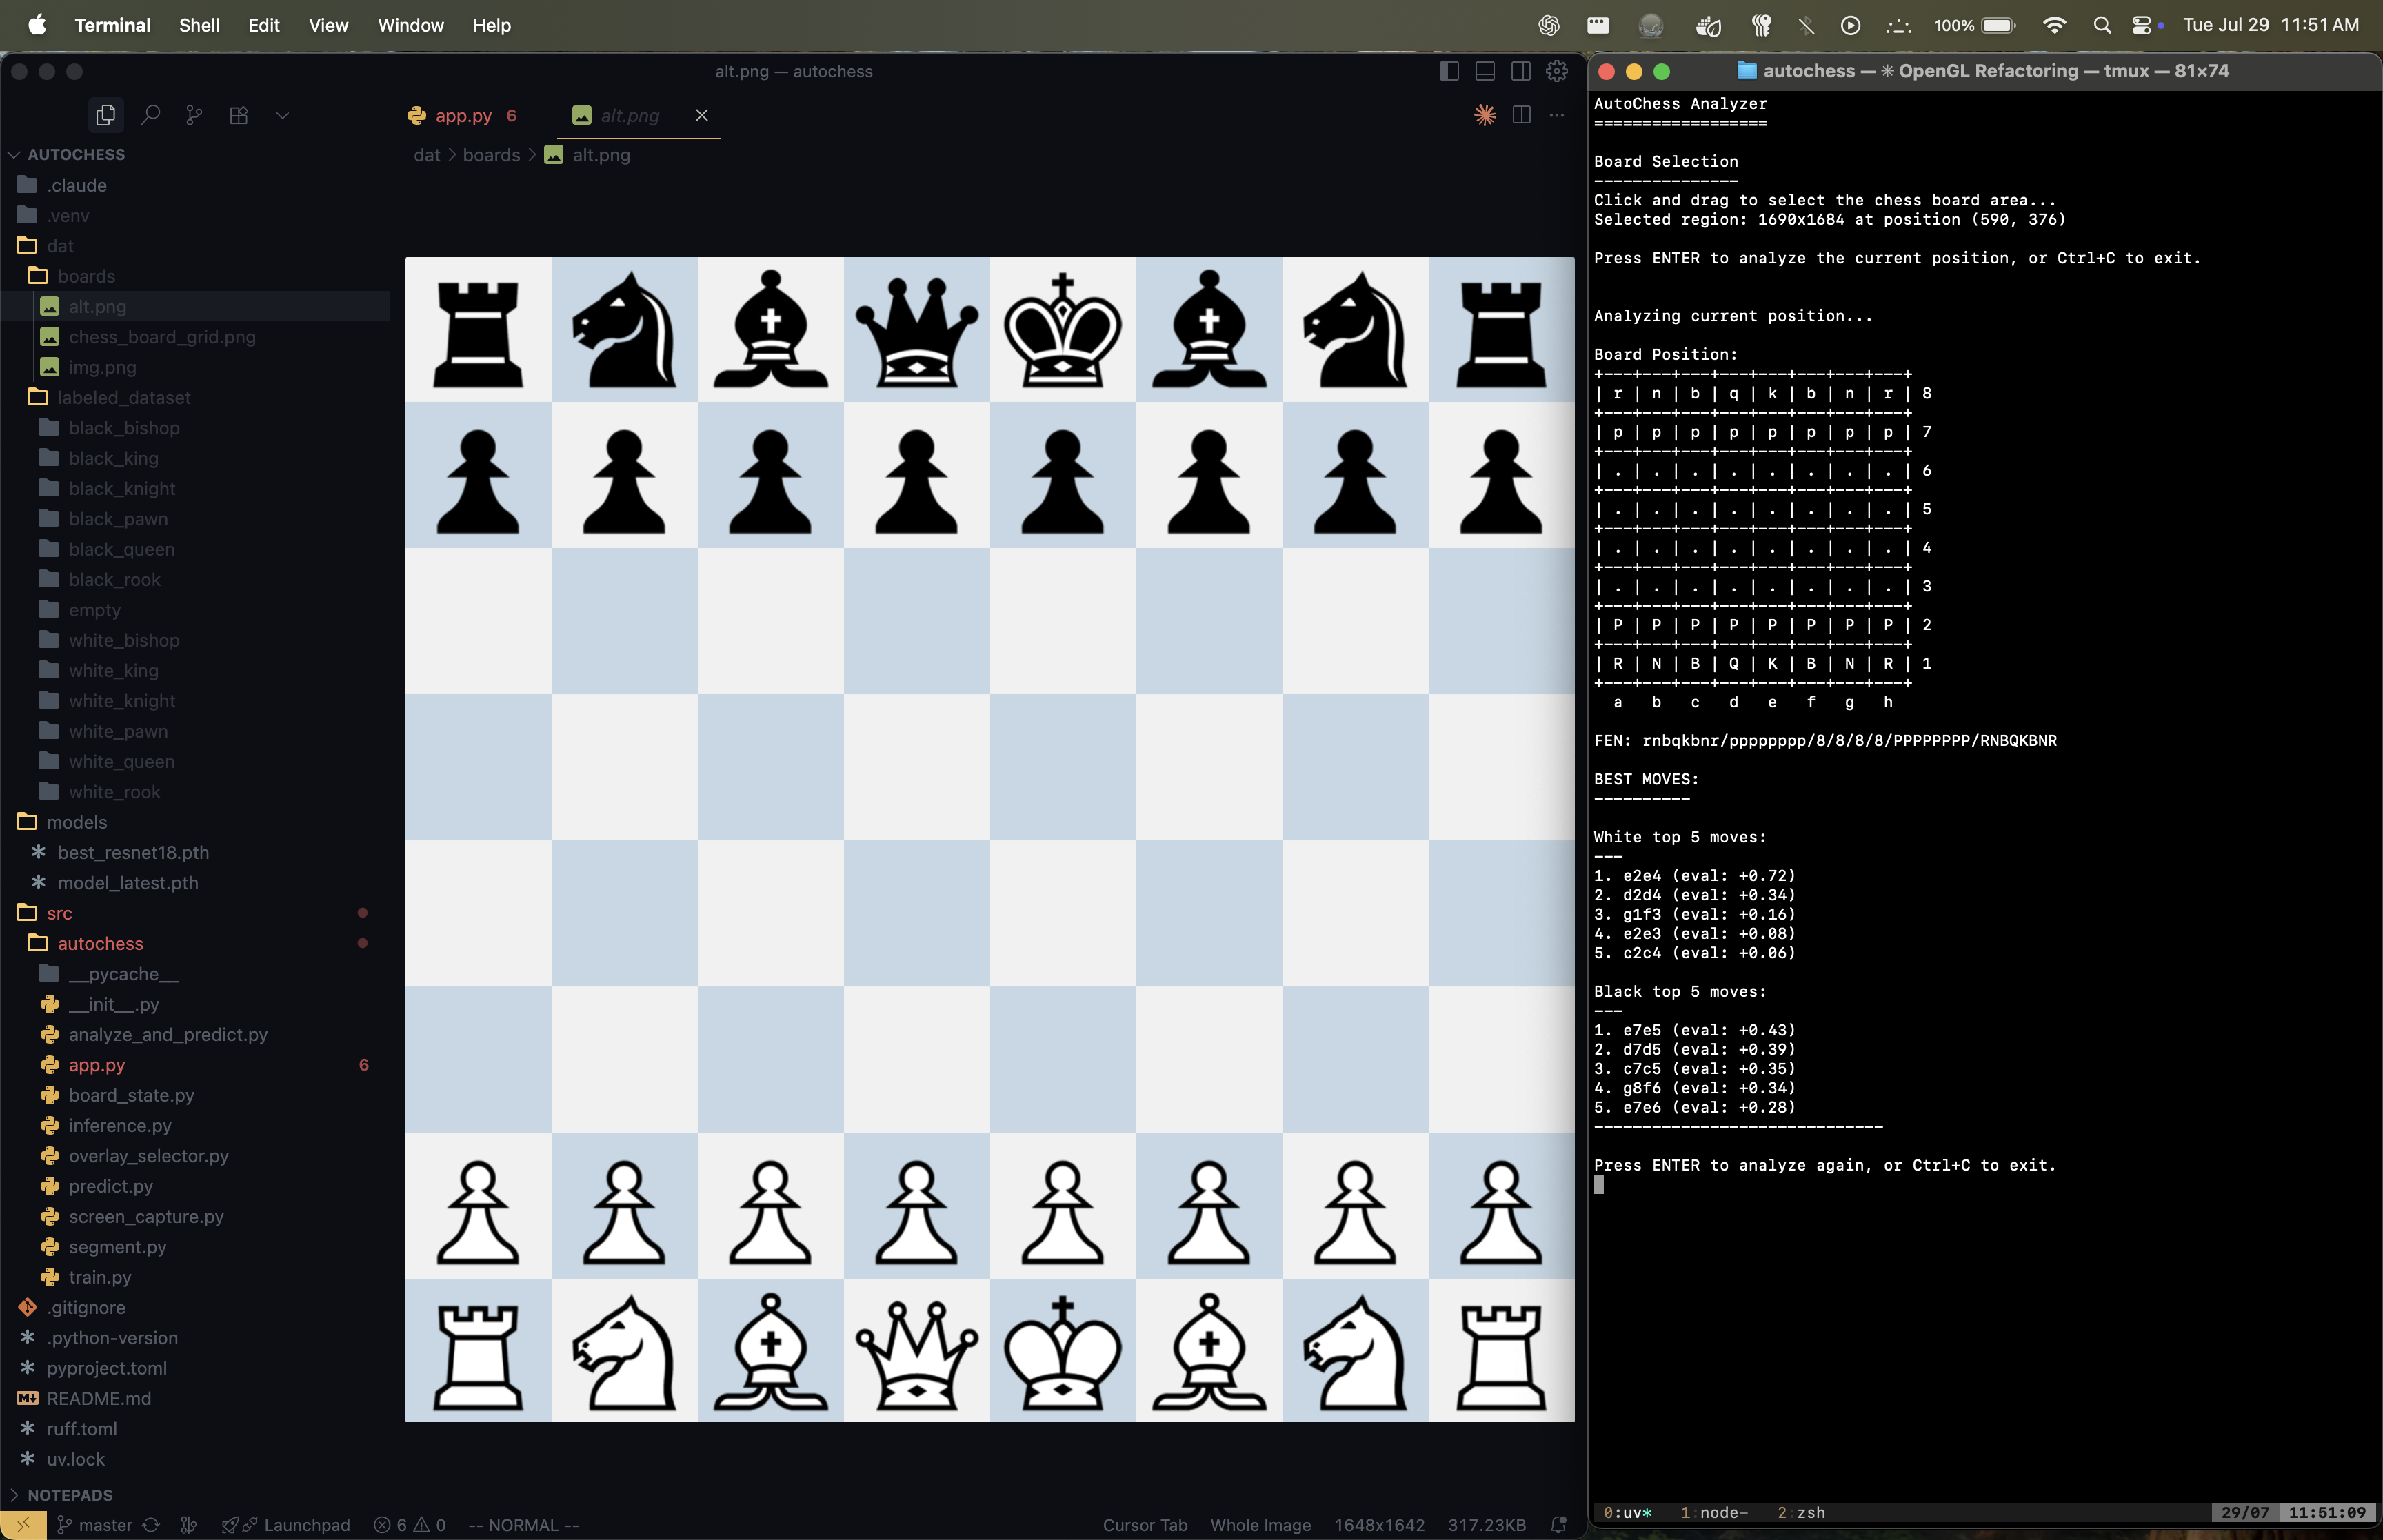 Terminal Shell Edit View Window Help 100% Tue Jul 29 11:51 AM
alt.png — autochess
app.py 6 alt.png
dat > boards > alt.png
AUTOCHESS
.claude
.venv
dat
boards
alt.png
chess_board_grid.png
img.png
labeled_dataset
black_bishop
black_king
black_knight
black_pawn
black_queen
black_rook
empty
white_bishop
white_king
white_knight
white_pawn
white_queen
white_rook
models
best_resnet18.pth
model_latest.pth
src
autochess
__pycache__
__init__.py
analyze_and_predict.py
app.py 6
board_state.py
inference.py
overlay_selector.py
predict.py
screen_capture.py
segment.py
train.py
.gitignore
.python-version
pyproject.toml
README.md
ruff.toml
uv.lock
NOTEPADS
master Launchpad 6 0 -- NORMAL -- Cursor Tab Whole Image 1648x1642 317.23KB
autochess — ✳ OpenGL Refactoring — tmux — 81×74
AutoChess Analyzer
==================
Board Selection
---------------
Click and drag to select the chess board area...
Selected region: 1690x1684 at position (590, 376)
Press ENTER to analyze the current position, or Ctrl+C to exit.
Analyzing current position...
Board Position:
+---+---+---+---+---+---+---+---+
| r | n | b | q | k | b | n | r | 8
+---+---+---+---+---+---+---+---+
| p | p | p | p | p | p | p | p | 7
+---+---+---+---+---+---+---+---+
| . | . | . | . | . | . | . | . | 6
+---+---+---+---+---+---+---+---+
| . | . | . | . | . | . | . | . | 5
+---+---+---+---+---+---+---+---+
| . | . | . | . | . | . | . | . | 4
+---+---+---+---+---+---+---+---+
| . | . | . | . | . | . | . | . | 3
+---+---+---+---+---+---+---+---+
| P | P | P | P | P | P | P | P | 2
+---+---+---+---+---+---+---+---+
| R | N | B | Q | K | B | N | R | 1
+---+---+---+---+---+---+---+---+
a b c d e f g h
FEN: rnbqkbnr/pppppppp/8/8/8/8/PPPPPPPP/RNBQKBNR
BEST MOVES:
----------
White top 5 moves:
---
1. e2e4 (eval: +0.72)
2. d2d4 (eval: +0.34)
3. g1f3 (eval: +0.16)
4. e2e3 (eval: +0.08)
5. c2c4 (eval: +0.06)
Black top 5 moves:
---
1. e7e5 (eval: +0.43)
2. d7d5 (eval: +0.39)
3. c7c5 (eval: +0.35)
4. g8f6 (eval: +0.34)
5. e7e6 (eval: +0.28)
------------------------------
Press ENTER to analyze again, or Ctrl+C to exit.
0:uv* 1:node- 2:zsh 29/07 11:51:09